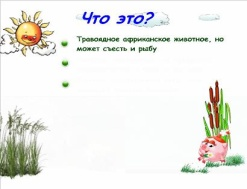 Что это?
Травоядное африканское животное, но
может съесть и рыбу